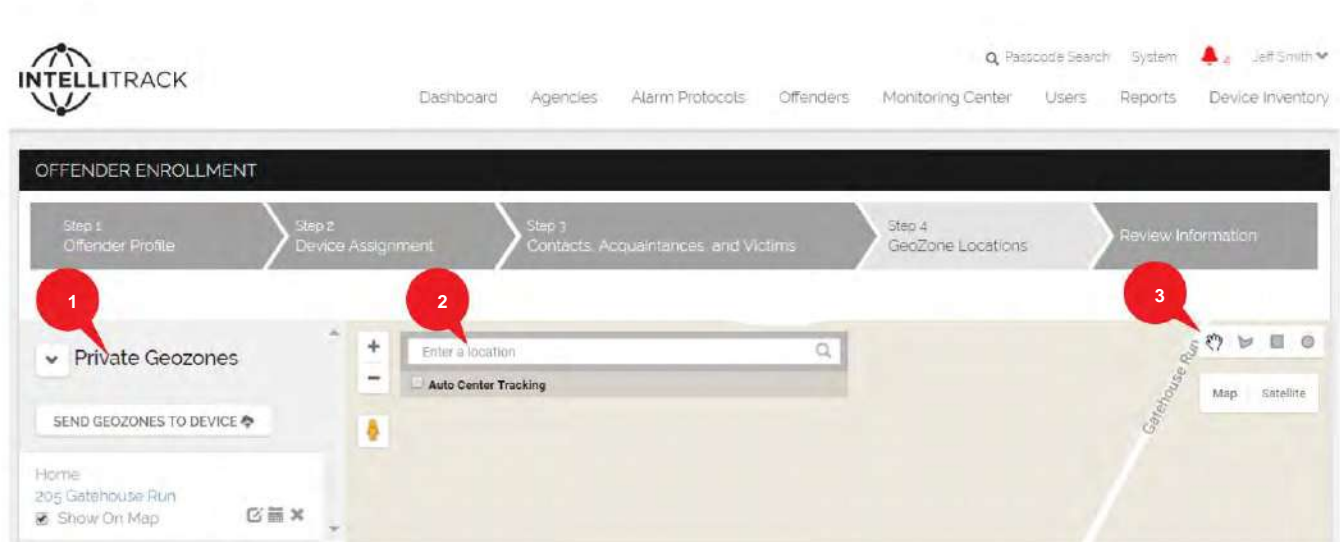 INTELLITRACK
Passcode Search System 4 Jeff Smith
Dashboard Agencies Alarm Protocols Offenders Monitoring Center Users Reports Device Inventory
OFFENDER ENROLLMENT
Step 1
Offender Profile
Step 2
Device Assignment
Step 3
Contacts, Acquaintances, and Victims
Step 4
GeoZone Locations
Review Information
1
2
3
Private Geozones
SEND GEOZONES TO DEVICE
Home
205 Gatehouse Run
Show On Map
+
−
Enter a location
Auto Center Tracking
Gatehouse Run
Map Satellite